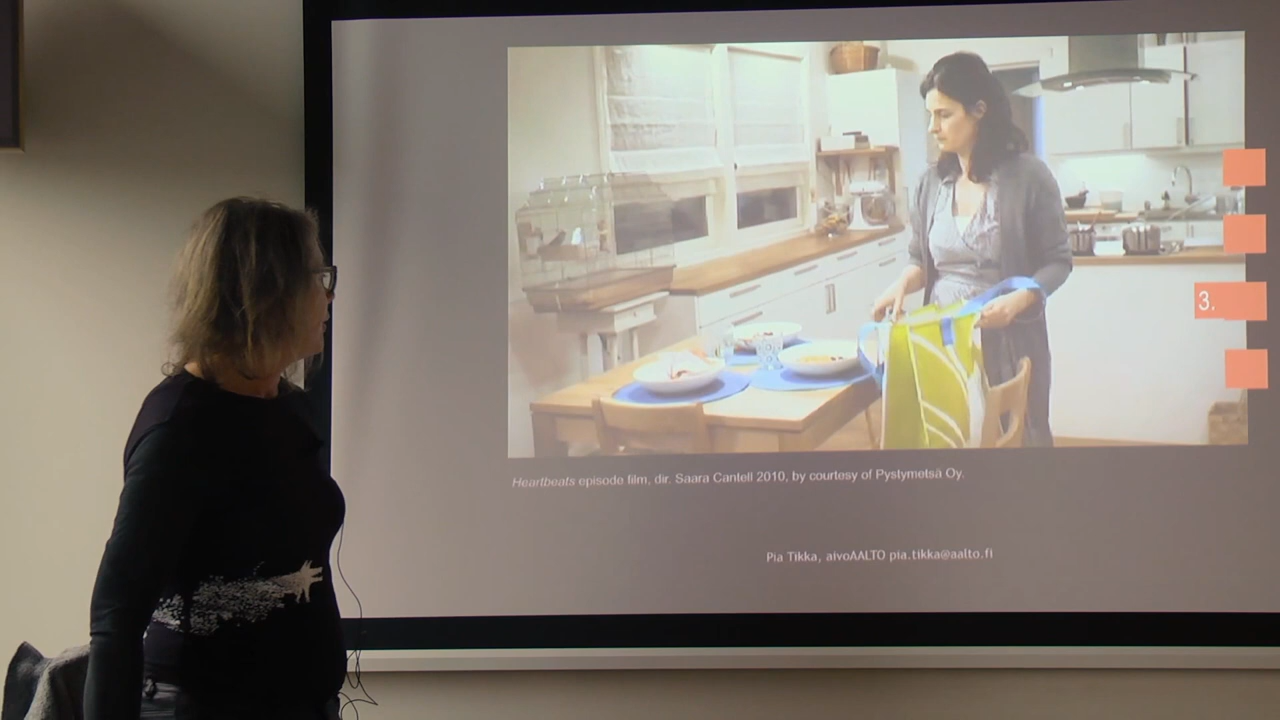 3.
Heartbeats episode film, dir. Saara Cantell 2010, by courtesy of Pystymetsä Oy.
Pia Tikka, aivoAALTO pia.tikka@aalto.fi